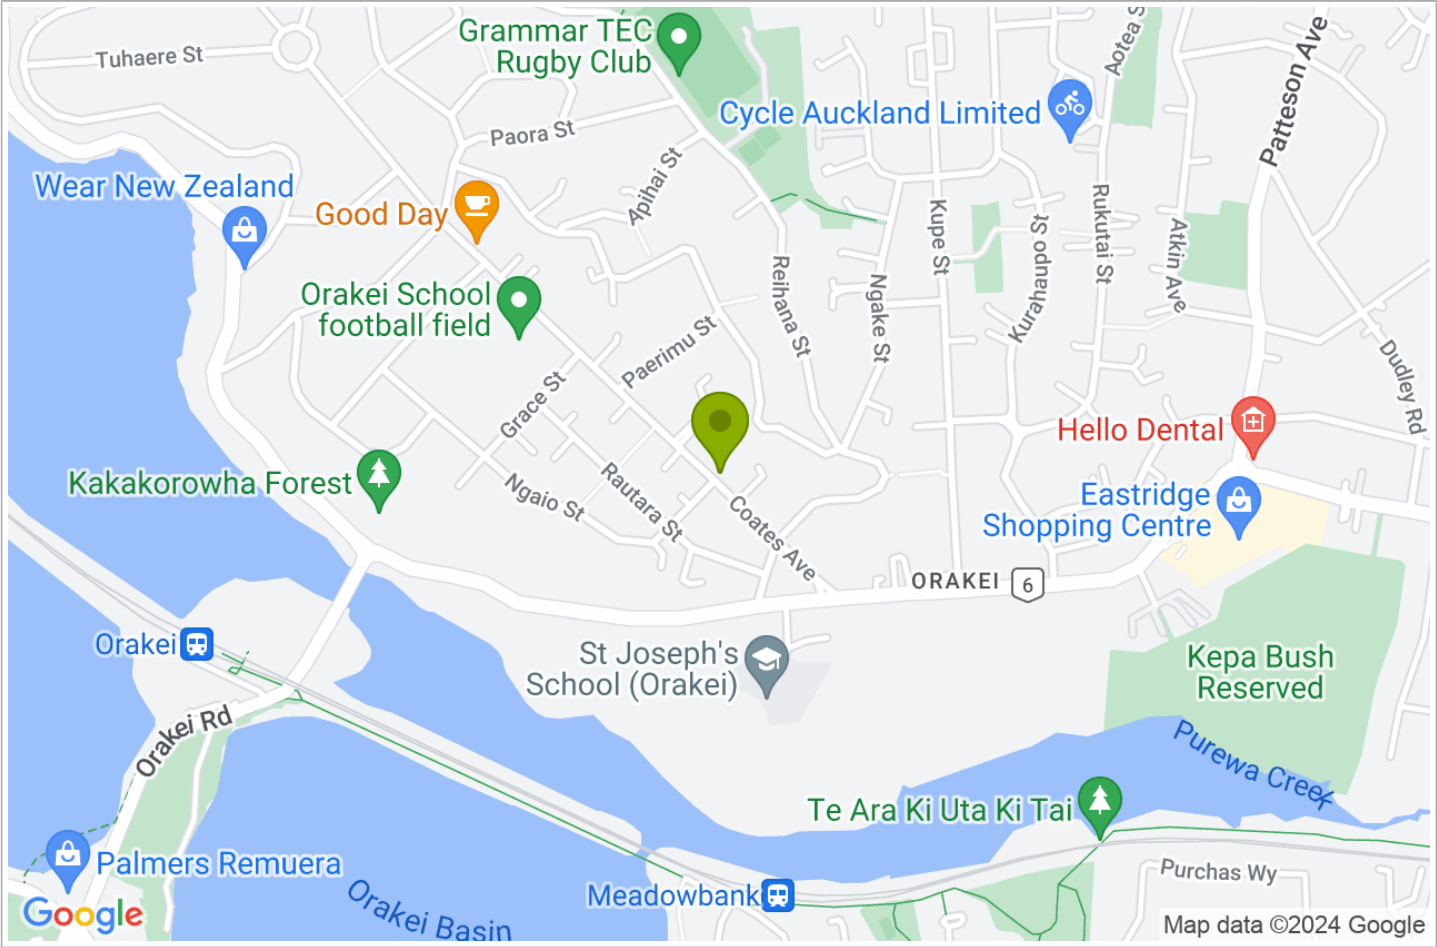 Grammar TEC
Rugby Club
Aotea S
Patteson Ave
Tuhaere St
Cycle Auckland Limited
Paora St
Apihai St
Wear New Zealand
Good Day
Kupe St
Kurahaupo St
Rukutai St
Atkin Ave
Reihana St
Ngake St
Orakei School
football field
Paerimu St
Dudley Rd
Grace St
Hello Dental
Kakakorowha Forest
Ngaio St
Rautara St
Coates Ave
Eastridge
Shopping Centre
ORAKEI
6
Orakei
St Joseph's
School (Orakei)
Kepa Bush
Reserved
Orakei Rd
Purewa Creek
Te Ara Ki Uta Ki Tai
Palmers Remuera
Purchas Wy
Meadowbank
Orakei Basin
Google
Map data ©2024 Google